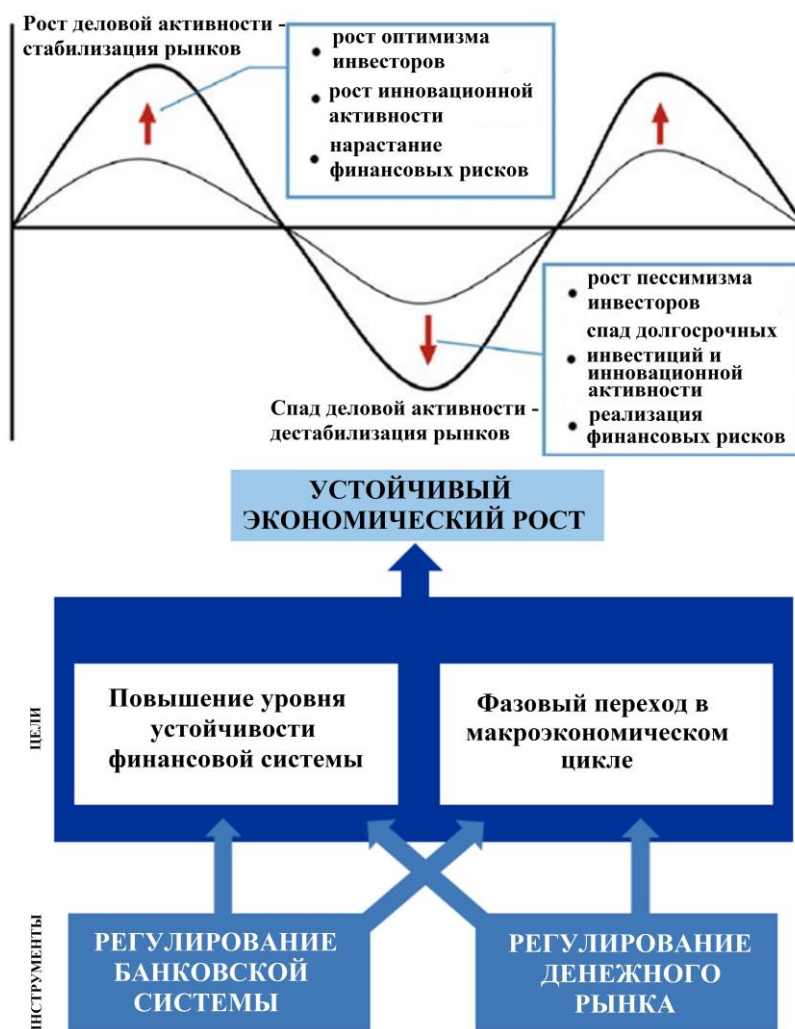 Рост деловой активности -
стабилизация рынков
• рост оптимизма
инвесторов
• рост инновационной
активности
• нарастание
финансовых рисков
• рост пессимизма
инвесторов
спад долгосрочных
• инвестиций и
инновационной
активности
• реализация
финансовых рисков
Спад деловой активности -
дестабилизация рынков
УСТОЙЧИВЫЙ
ЭКОНОМИЧЕСКИЙ РОСТ
ЦЕЛИ
Повышение уровня
устойчивости
финансовой системы
Фазовый переход в
макроэкономическом
цикле
ИНСТРУМЕНТЫ
РЕГУЛИРОВАНИЕ
БАНКОВСКОЙ
СИСТЕМЫ
РЕГУЛИРОВАНИЕ
ДЕНЕЖНОГО
РЫНКА